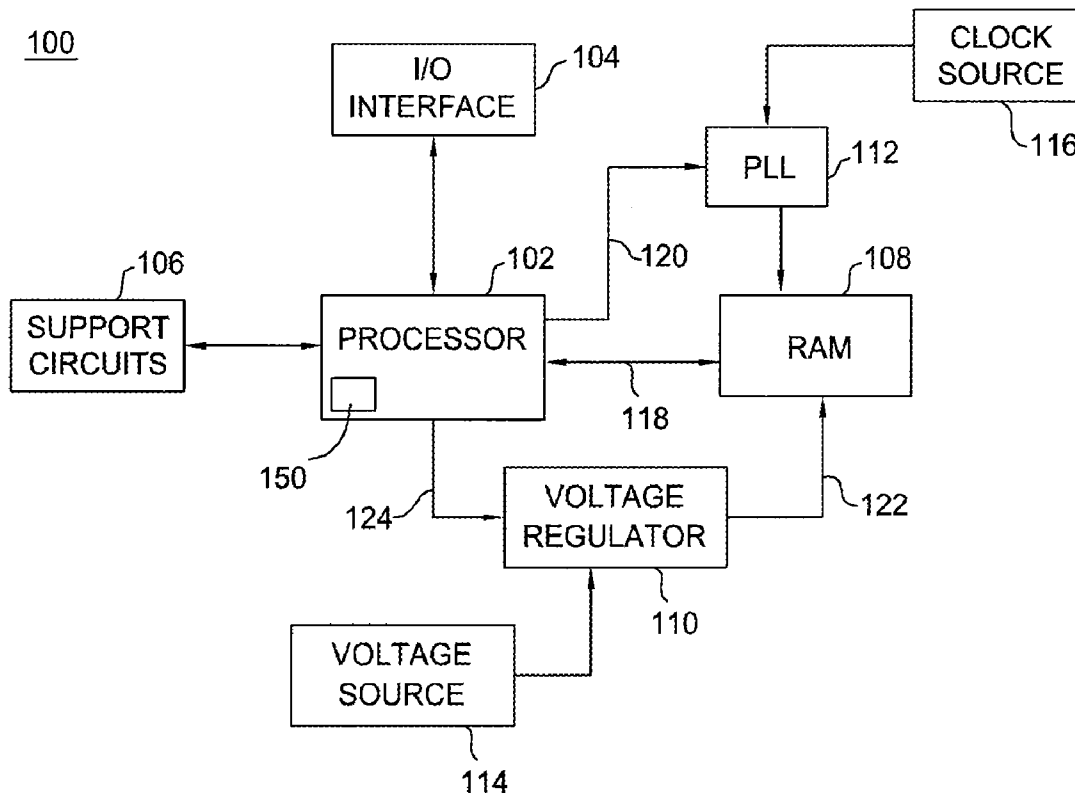 100
I/O
INTERFACE
104
CLOCK
SOURCE
116
PLL
112
120
106
SUPPORT
CIRCUITS
102
PROCESSOR
150
108
RAM
118
124
VOLTAGE
REGULATOR
110
122
VOLTAGE
SOURCE
114